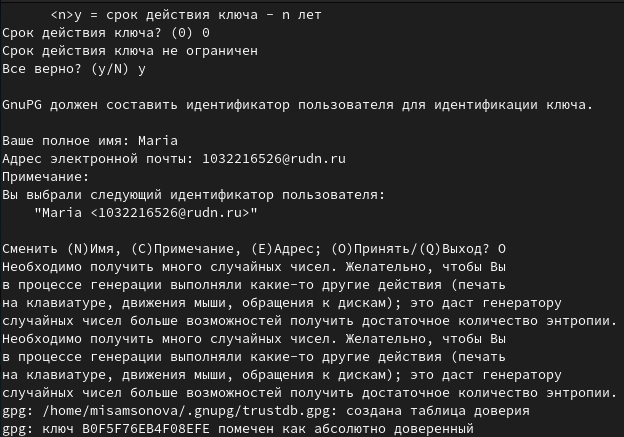 <n>y = срок действия ключа - n лет
Срок действия ключа? (0) 0
Срок действия ключа не ограничен
Все верно? (y/N) y
GnuPG должен составить идентификатор пользователя для идентификации ключа.
Ваше полное имя: Maria
Адрес электронной почты: 1032216526@rudn.ru
Примечание:
Вы выбрали следующий идентификатор пользователя:
"Maria <1032216526@rudn.ru>"
Сменить (N)Имя, (C)Примечание, (E)Адрес; (O)Принять/(Q)Выход? O
Необходимо получить много случайных чисел. Желательно, чтобы Вы
в процессе генерации выполняли какие-то другие действия (печать
на клавиатуре, движения мыши, обращения к дискам); это даст генератору
случайных чисел больше возможностей получить достаточное количество энтропии.
Необходимо получить много случайных чисел. Желательно, чтобы Вы
в процессе генерации выполняли какие-то другие действия (печать
на клавиатуре, движения мыши, обращения к дискам); это даст генератору
случайных чисел больше возможностей получить достаточное количество энтропии.
gpg: /home/misamsonova/.gnupg/trustdb.gpg: создана таблица доверия
gpg: ключ B0F5F76EB4F08EFE помечен как абсолютно доверенный